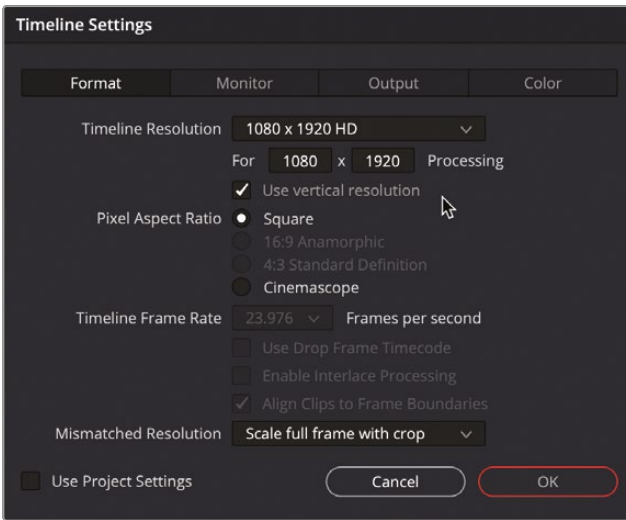 Timeline Settings
Format Monitor Output Color
Timeline Resolution 1080 x 1920 HD
For 1080 x 1920 Processing
Use vertical resolution
Pixel Aspect Ratio Square
16:9 Anamorphic
4:3 Standard Definition
Cinemascope
Timeline Frame Rate 23.976 Frames per second
Use Drop Frame Timecode
Enable Interlace Processing
Align Clips to Frame Boundaries
Mismatched Resolution Scale full frame with crop
Use Project Settings Cancel OK